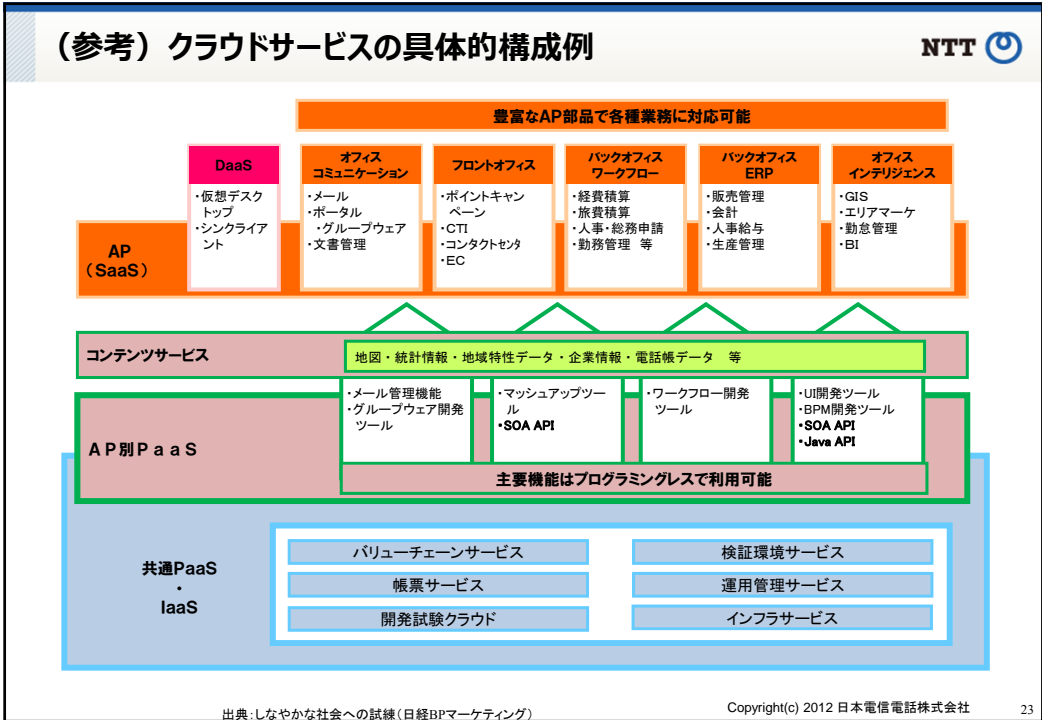 （参考）クラウドサービスの具体的構成例
NTT
豊富なAP部品で各種業務に対応可能
DaaS
・仮想デスク
トップ
・シンクライア
ント
オフィス
コミュニケーション
・メール
・ポータル
・グループウェア
・文書管理
フロントオフィス
・ポイントキャン
ペーン
・CTI
・コンタクトセンタ
・EC
バックオフィス
ワークフロー
・経費積算
・旅費積算
・人事・総務申請
・勤務管理　等
バックオフィス
ERP
・販売管理
・会計
・人事給与
・生産管理
オフィス
インテリジェンス
・GIS
・エリアマーケ
・勤怠管理
・BI
AP
（SaaS）
コンテンツサービス
地図・統計情報・地域特性データ・企業情報・電話帳データ　等
AP別PaaS
・メール管理機能
・グループウェア開発
ツール
・マッシュアップツー
ル
・SOA API
・ワークフロー開発
ツール
・UI開発ツール
・BPM開発ツール
・SOA API
・Java API
主要機能はプログラミングレスで利用可能
共通PaaS
・
IaaS
バリューチェーンサービス
帳票サービス
開発試験クラウド
検証環境サービス
運用管理サービス
インフラサービス
出典：しなやかな社会への試練（日経BPマーケティング）
Copyright(c) 2012 日本電信電話株式会社
23